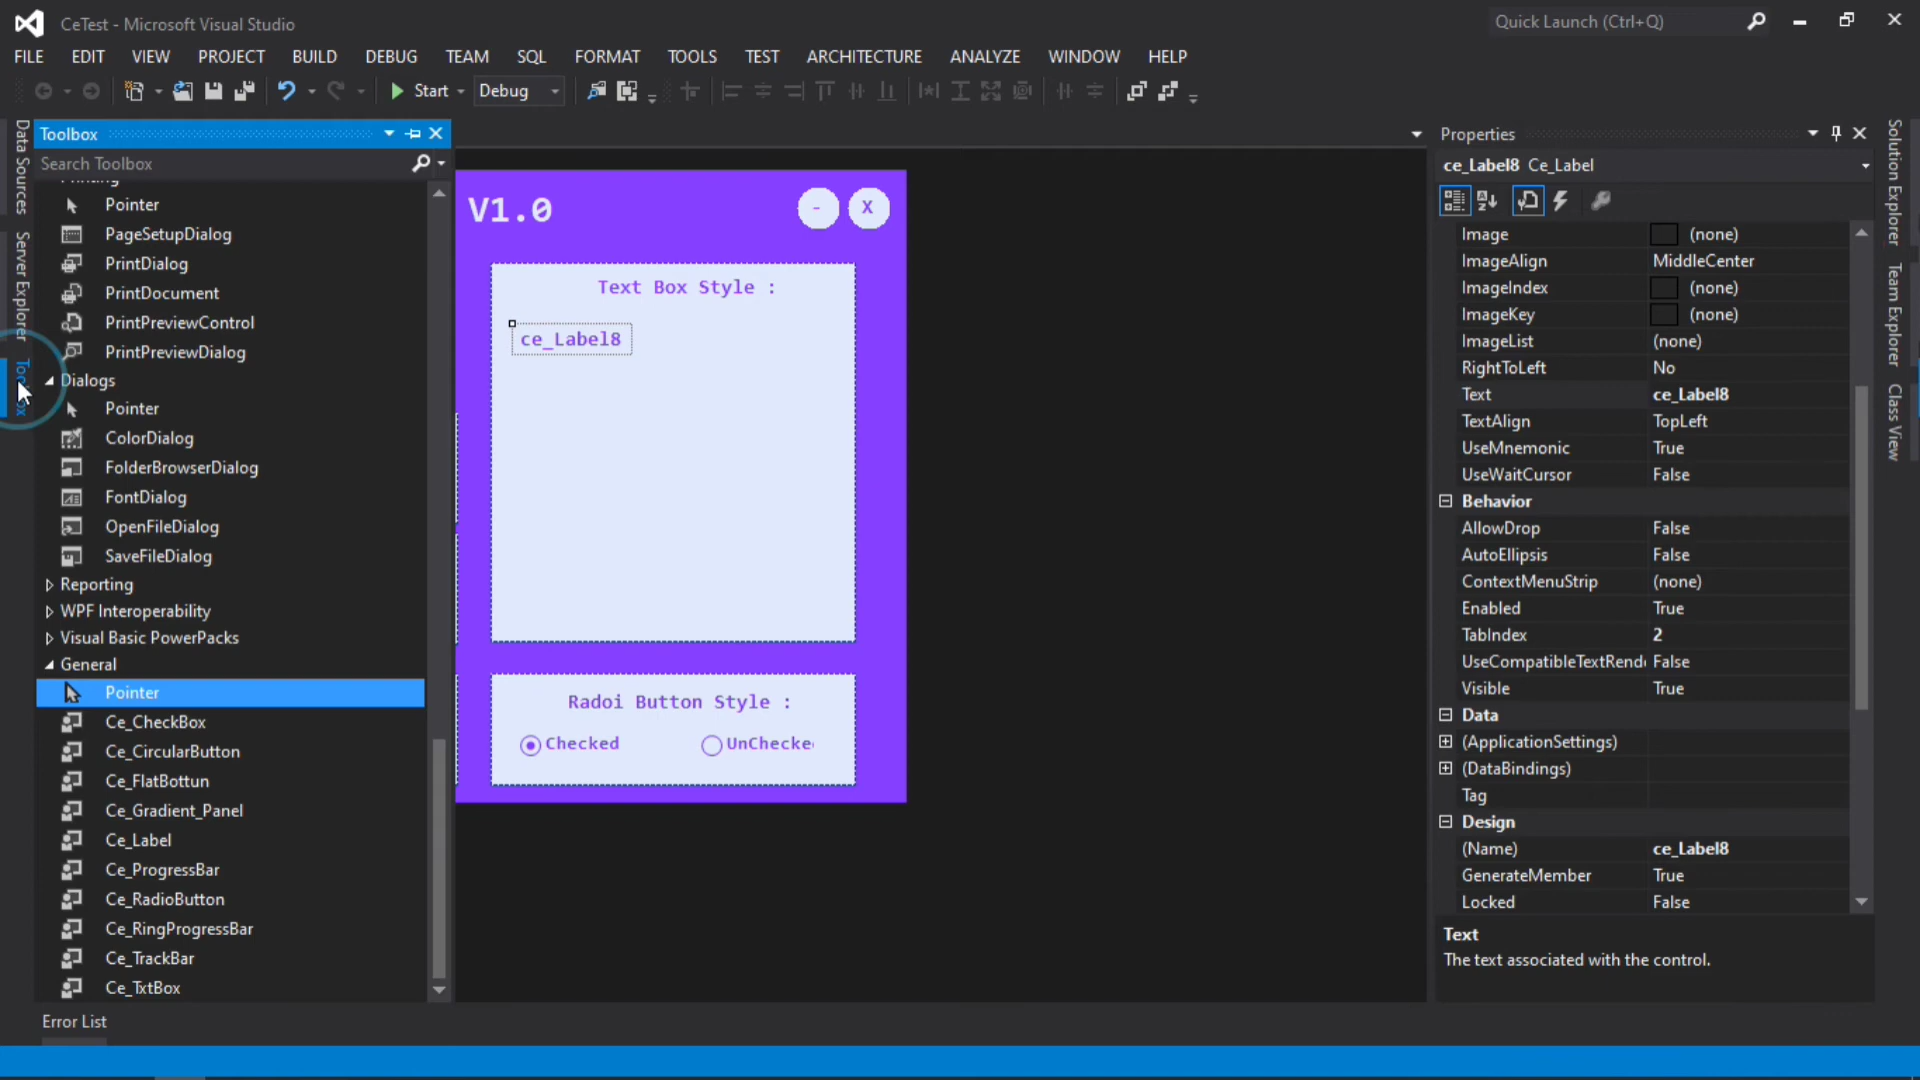 CeTest - Microsoft Visual Studio
Quick Launch (Ctrl+Q)
FILE EDIT VIEW PROJECT BUILD DEBUG TEAM SQL FORMAT TOOLS TEST ARCHITECTURE ANALYZE WINDOW HELP
Start Debug
Data Sources
Server Explorer
Toolbox
Search Toolbox
Printing
Pointer
PageSetupDialog
PrintDialog
PrintDocument
PrintPreviewControl
PrintPreviewDialog
Dialogs
Pointer
ColorDialog
FolderBrowserDialog
FontDialog
OpenFileDialog
SaveFileDialog
Reporting
WPF Interoperability
Visual Basic PowerPacks
General
Pointer
Ce_CheckBox
Ce_CircularButton
Ce_FlatBottun
Ce_Gradient_Panel
Ce_Label
Ce_ProgressBar
Ce_RadioButton
Ce_RingProgressBar
Ce_TrackBar
Ce_TxtBox
V1.0 - X
Text Box Style :
ce_Label8
Radoi Button Style :
Checked UnChecke
Properties
ce_Label8 Ce_Label
Image (none)
ImageAlign MiddleCenter
ImageIndex (none)
ImageKey (none)
ImageList (none)
RightToLeft No
Text ce_Label8
TextAlign TopLeft
UseMnemonic True
UseWaitCursor False
Behavior
AllowDrop False
AutoEllipsis False
ContextMenuStrip (none)
Enabled True
TabIndex 2
UseCompatibleTextRend False
Visible True
Data
(ApplicationSettings)
(DataBindings)
Tag
Design
(Name) ce_Label8
GenerateMember True
Locked False
Text
The text associated with the control.
Solution Explorer
Team Explorer
Class View
Error List